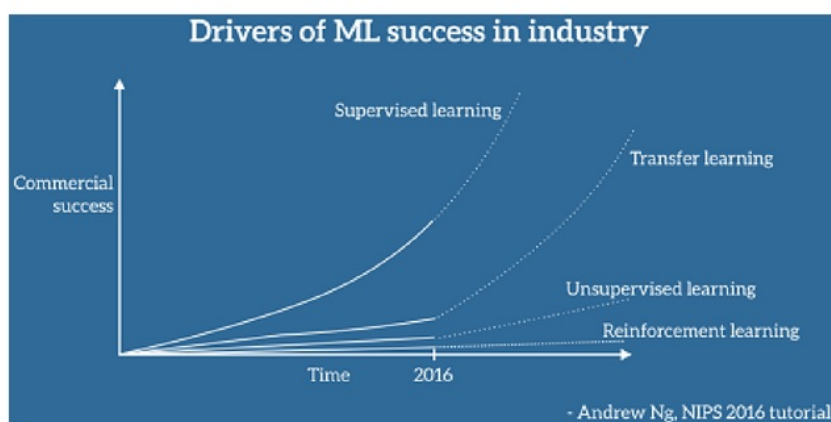 Drivers of ML success in industry
Supervised learning
Transfer learning
Commercial
success
Unsupervised learning
Reinforcement learning
Time
2016
- Andrew Ng, NIPS 2016 tutorial